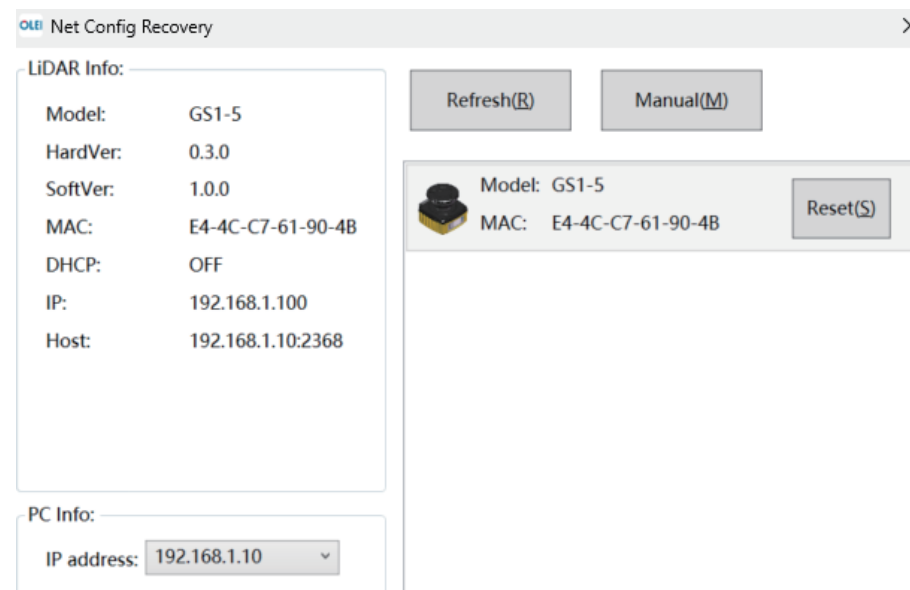 OLEI Net Config Recovery
LiDAR Info:
Model: GS1-5
HardVer: 0.3.0
SoftVer: 1.0.0
MAC: E4-4C-C7-61-90-4B
DHCP: OFF
IP: 192.168.1.100
Host: 192.168.1.10:2368
PC Info:
IP address: 192.168.1.10
Refresh(R)
Manual(M)
Model: GS1-5
MAC: E4-4C-C7-61-90-4B
Reset(S)